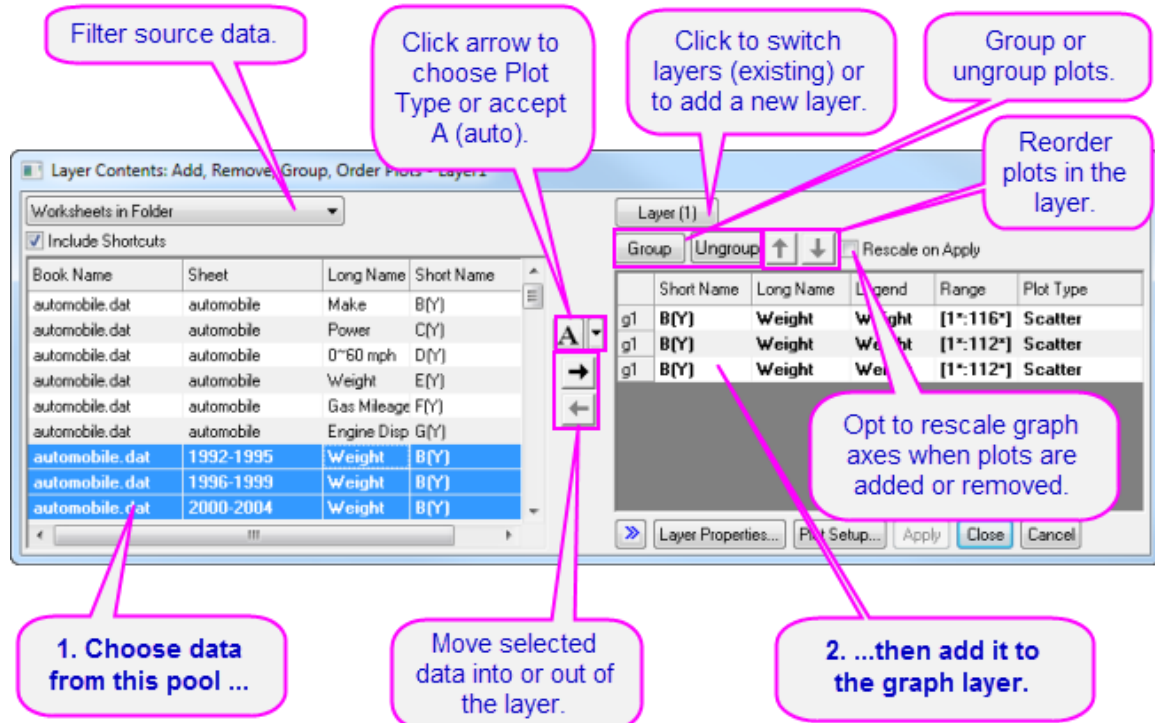 Filter source data.
Click arrow to
choose Plot
Type or accept
A (auto).
Click to switch
layers (existing) or
to add a new layer.
Group or
ungroup plots.
Reorder
plots in the
layer.
Layer Contents: Add, Remove, Group, Order Plots - Layer1
Worksheets in Folder
Include Shortcuts
Book Name Sheet Long Name Short Name
automobile.dat automobile Make B(Y)
automobile.dat automobile Power C(Y)
automobile.dat automobile 0~60 mph D(Y)
automobile.dat automobile Weight E(Y)
automobile.dat automobile Gas Mileage F(Y)
automobile.dat automobile Engine Disp G(Y)
automobile.dat 1992-1995 Weight B(Y)
automobile.dat 1996-1999 Weight B(Y)
automobile.dat 2000-2004 Weight B(Y)
A
Layer (1)
Group Ungroup Rescale on Apply
Short Name Long Name Legend Range Plot Type
g1 B(Y) Weight Weight [1*:116*] Scatter
g1 B(Y) Weight Weight [1*:112*] Scatter
g1 B(Y) Weight Wei [1*:112*] Scatter
Opt to rescale graph
axes when plots are
added or removed.
Layer Properties... Plot Setup... Apply Close Cancel
1. Choose data
from this pool ...
Move selected
data into or out of
the layer.
2. ...then add it to
the graph layer.